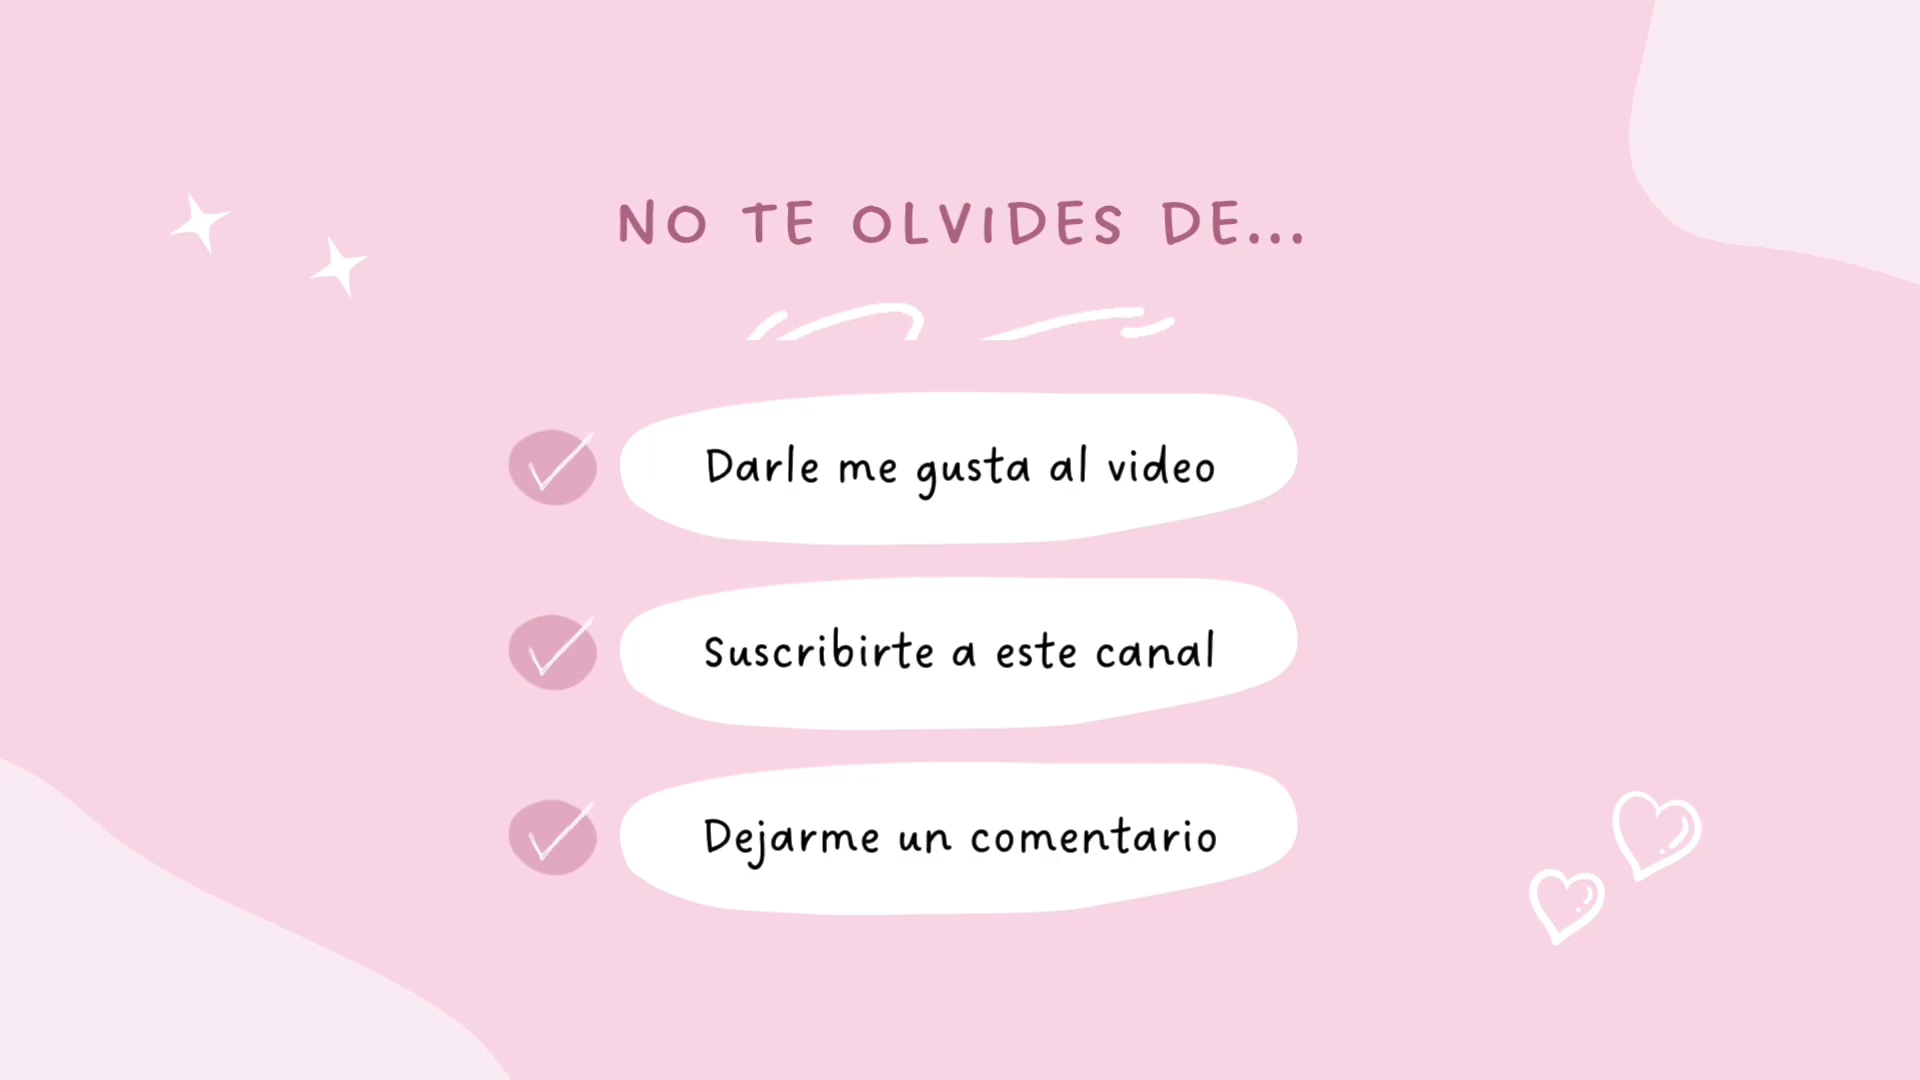 NO TE OLVIDES DE...
Darle me gusta al video
Suscribirte a este canal
Dejarme un comentario